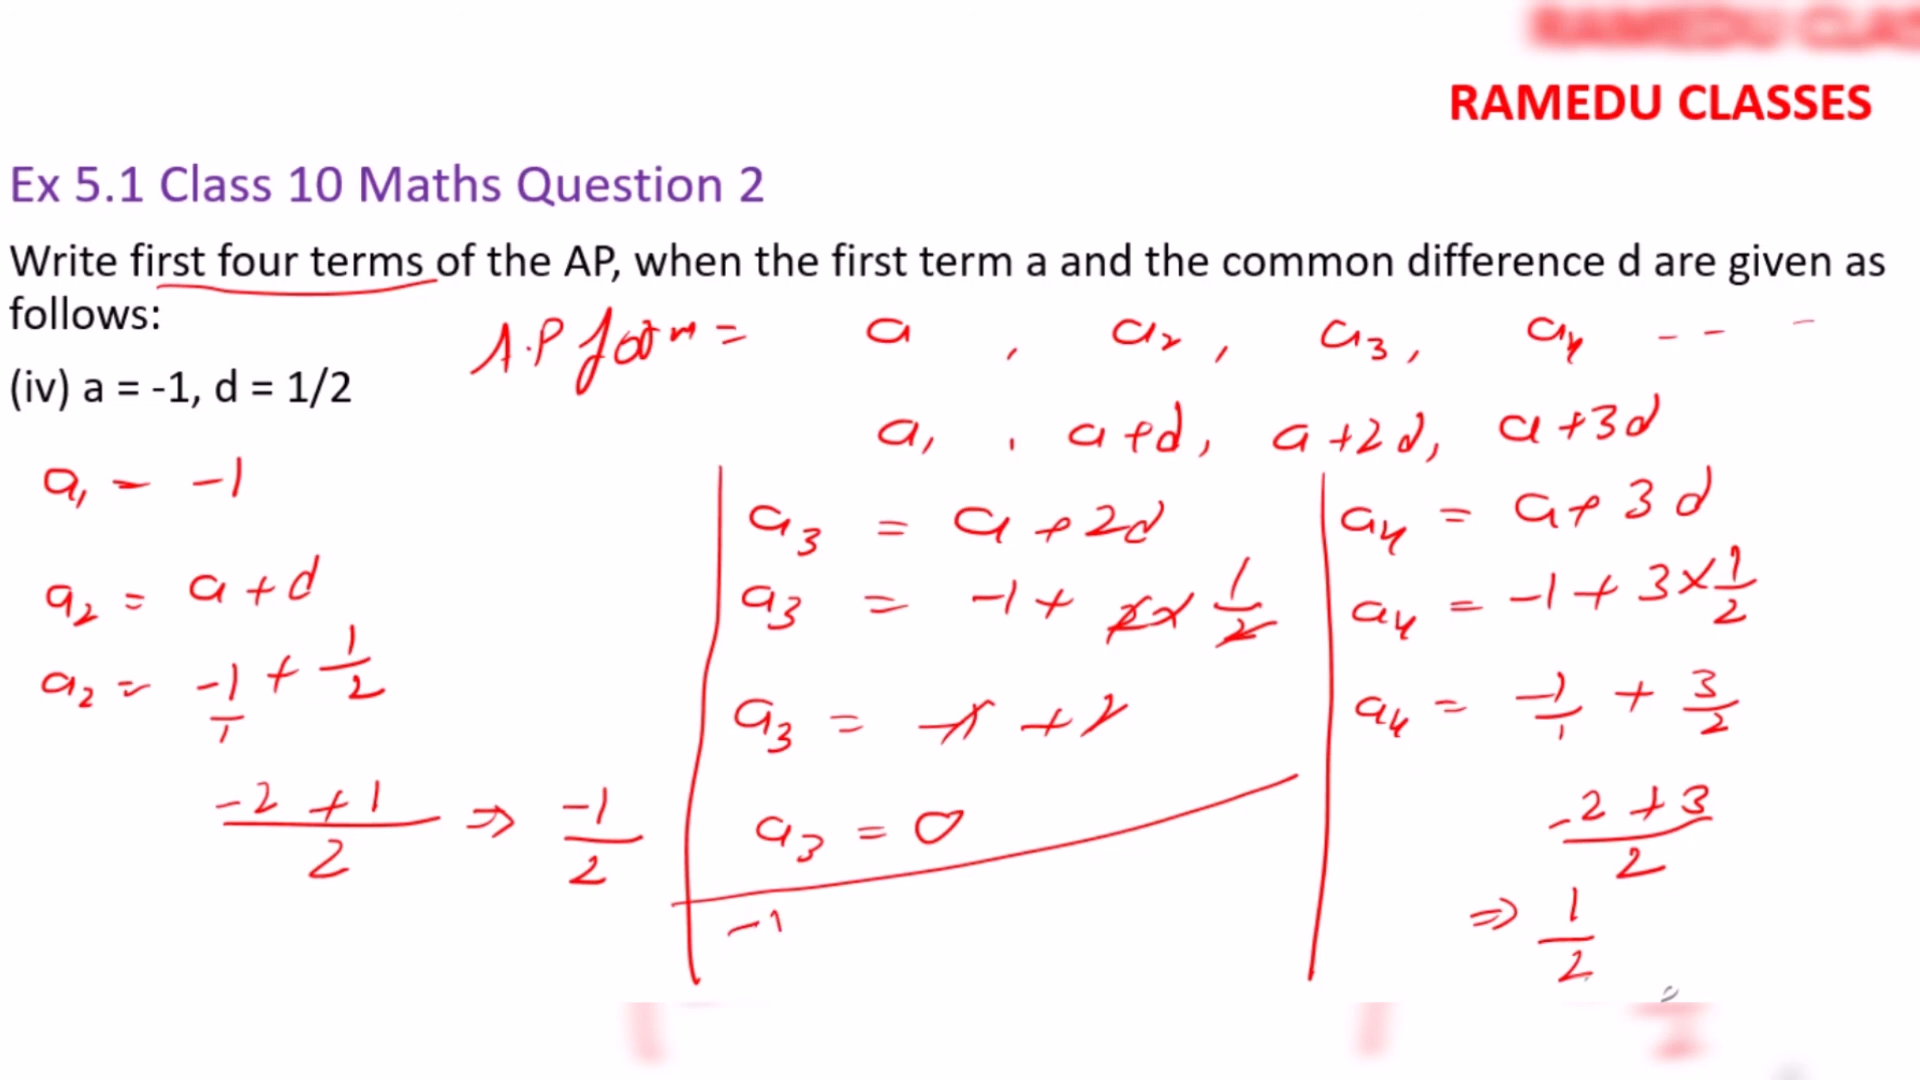 RAMEDU CLAS
RAMEDU CLASSES
Ex 5.1 Class 10 Maths Question 2
Write first four terms of the AP, when the first term a and the common difference d are given as
follows:
A.P form = a , a₂ , a₃ , a₄ - - -
(iv) a = -1, d = 1/2
a, , a+d, a+2d, a+3d
a₁ = -1
a₂ = a+d
a₂ = -1/1 + 1/2
-2+1/2 ⇒ -1/2
a₃ = a+2d
a₃ = -1+ 2× 1/2
a₃ = -1 + 1
a₃ = 0
-1
a₄ = a+3d
a₄ = -1+3×1/2
a₄ = -1/1 + 3/2
-2+3/2
⇒ 1/2